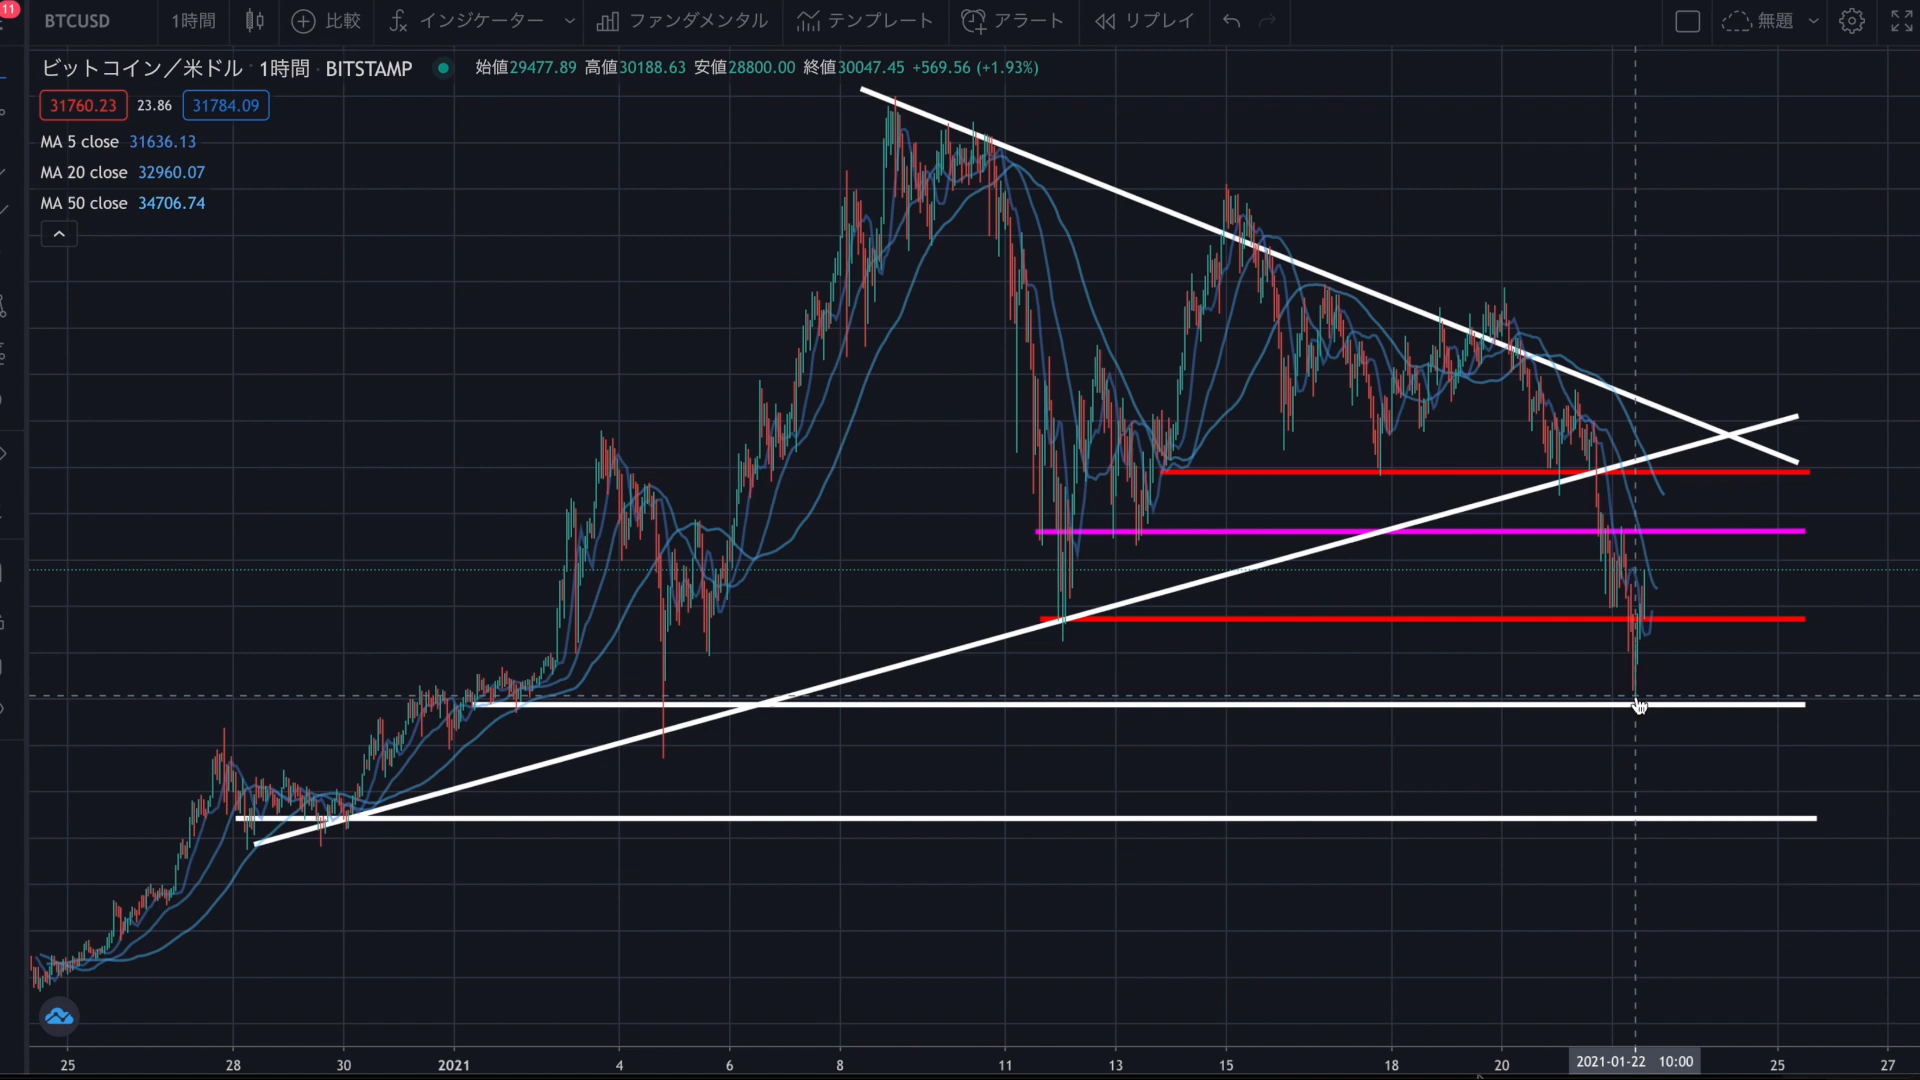 11
BTCUSD 1時間 比較 インジケーター ファンダメンタル テンプレート アラート リプレイ 無題
ビットコイン／米ドル · 1時間 · BITSTAMP 始値29477.89 高値30188.63 安値28800.00 終値30047.45 +569.56 (+1.93%)
31760.23 23.86 31784.09
MA 5 close 31636.13
MA 20 close 32960.07
MA 50 close 34706.74
25 28 30 2021 4 6 8 11 13 15 18 20 2021-01-22 10:00 25 27